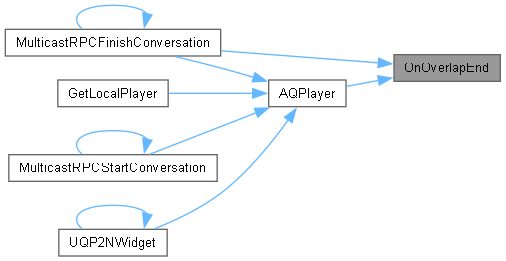 MulticastRPCFinishConversation
OnOverlapEnd
GetLocalPlayer
AQPlayer
MulticastRPCStartConversation
UQP2NWidget